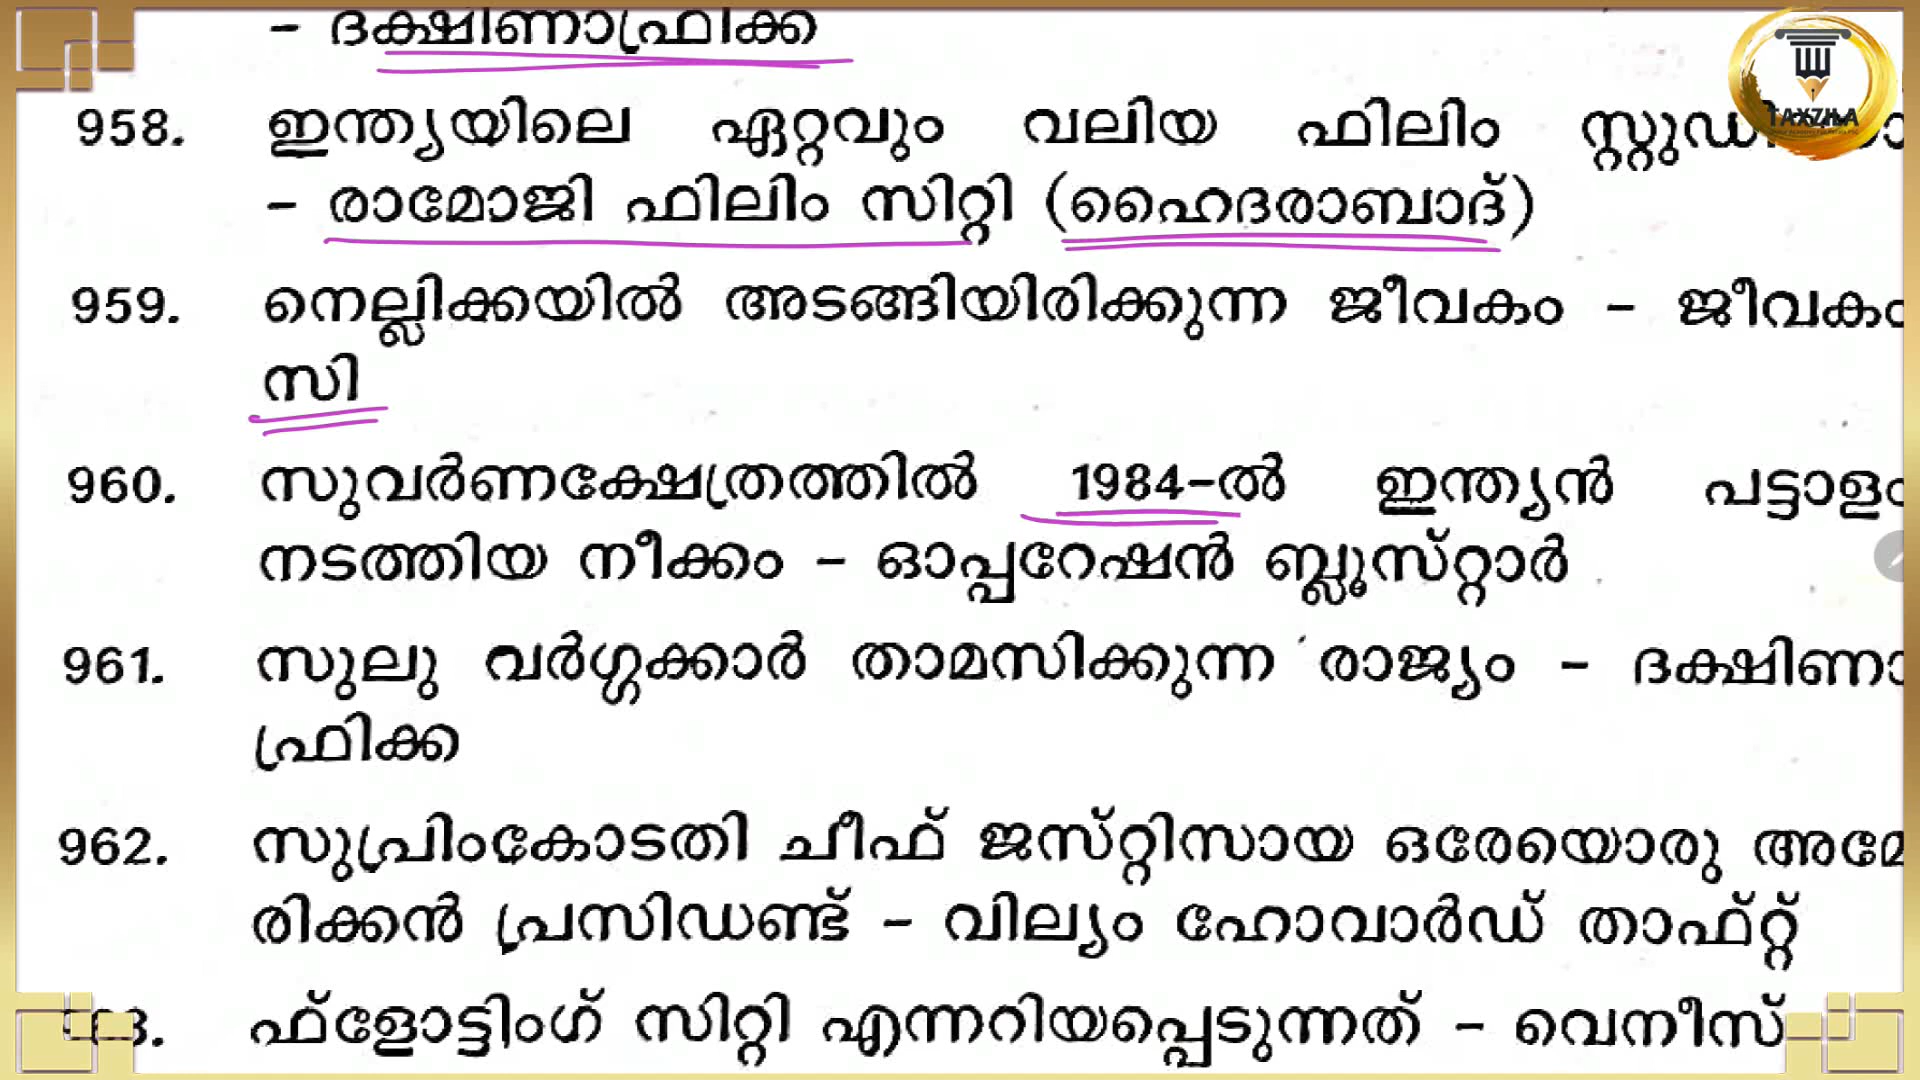 - ദക്ഷിണാഫ്രിക്ക
TAXZILA
958. ഇന്ത്യയിലെ ഏറ്റവും വലിയ ഫിലിം
- രാമോജി ഫിലിം സിറ്റി (ഹൈദരാബാദ്)
959. നെല്ലിക്കയിൽ അടങ്ങിയിരിക്കുന്ന ജീവകം - ജീവകം
സി
960. സുവർണക്ഷേത്രത്തിൽ 1984-ൽ ഇന്ത്യൻ പട്ടാളം
നടത്തിയ നീക്കം - ഓപ്പറേഷൻ ബ്ലൂസ്റ്റാർ
961. സുലു വർഗ്ഗക്കാർ താമസിക്കുന്ന രാജ്യം - ദക്ഷിണാ
ഫ്രിക്ക
962. സുപ്രിംകോടതി ചീഫ് ജസ്റ്റിസായ ഒരേയൊരു അമേ
രിക്കൻ പ്രസിഡണ്ട് - വില്യം ഹോവാർഡ് താഫ്റ്റ്
ഫ്ളോട്ടിംഗ് സിറ്റി എന്നറിയപ്പെടുന്നത് - വെനീസ്